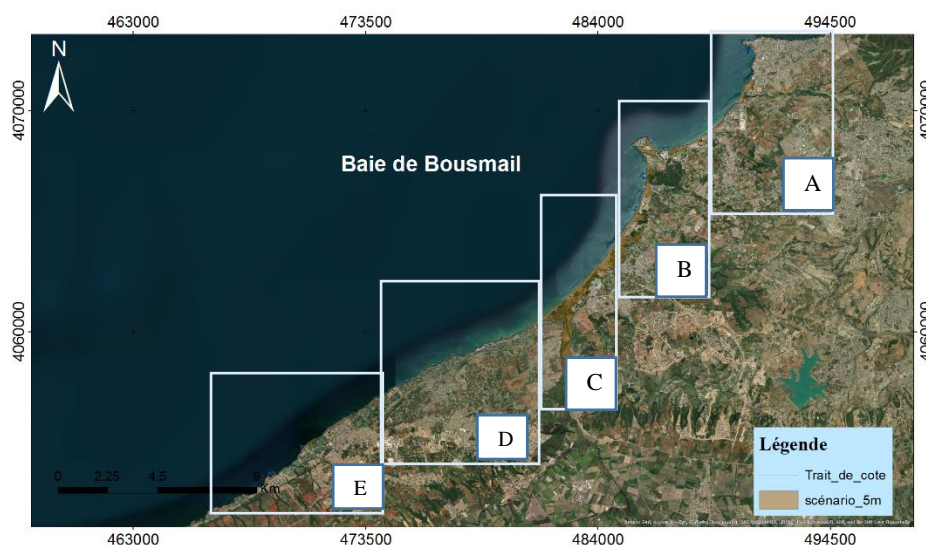 463000 473500 484000 494500
N
4070000 4070000
Baie de Bousmail
A
B
4060000 4060000
C
D
Légende
Trait_de_cote
scénario_5m
0 2.25 4.5 9
Km
E
463000 473500 484000 494500